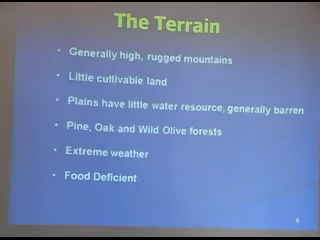 The Terrain
• Generally high, rugged mountains
• Little cultivable land
• Plains have little water resource, generally barren
• Pine, Oak and Wild Olive forests
• Extreme weather
• Food Deficient